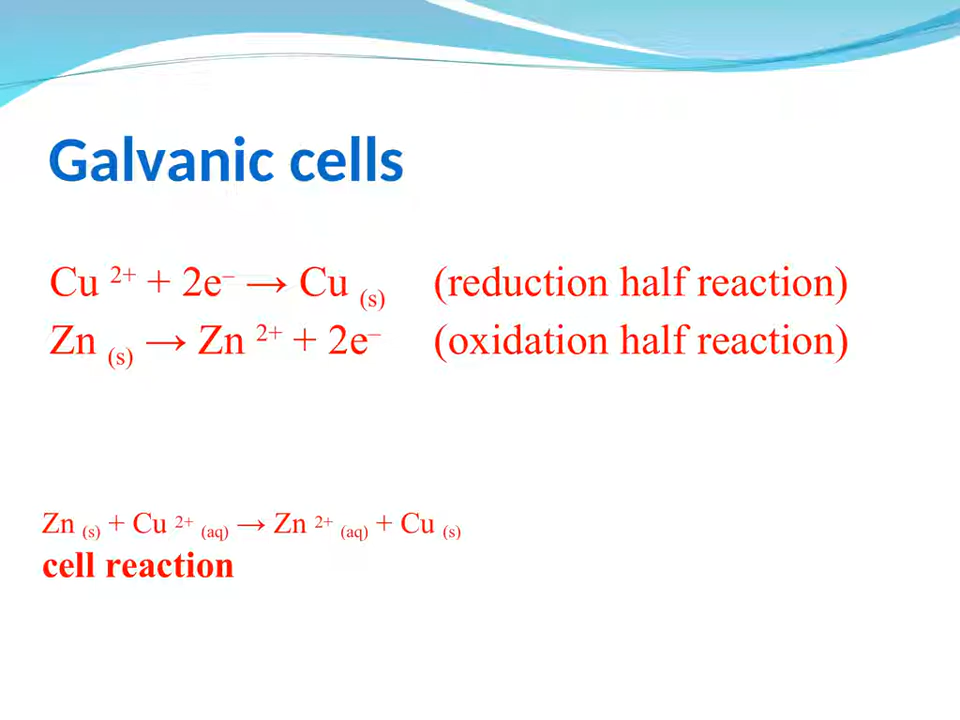 Galvanic cells
Cu ²⁺ + 2e⁻ → Cu ₍ₛ₎ (reduction half reaction)
Zn ₍ₛ₎ → Zn ²⁺ + 2e⁻ (oxidation half reaction)
Zn (s) + Cu ²⁺ (aq) → Zn ²⁺ (aq) + Cu (s)
cell reaction